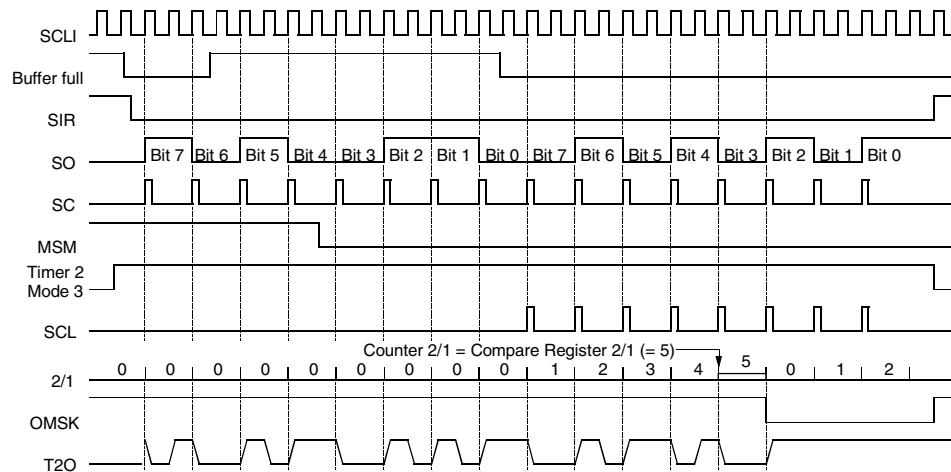 SCLI
Buffer full
SIR
SO Bit 7 Bit 6 Bit 5 Bit 4 Bit 3 Bit 2 Bit 1 Bit 0 Bit 7 Bit 6 Bit 5 Bit 4 Bit 3 Bit 2 Bit 1 Bit 0
SC
MSM
Timer 2
Mode 3
SCL
Counter 2/1 = Compare Register 2/1 (= 5)
2/1 0 0 0 0 0 0 0 0 1 2 3 4 5 0 1 2
OMSK
T2O